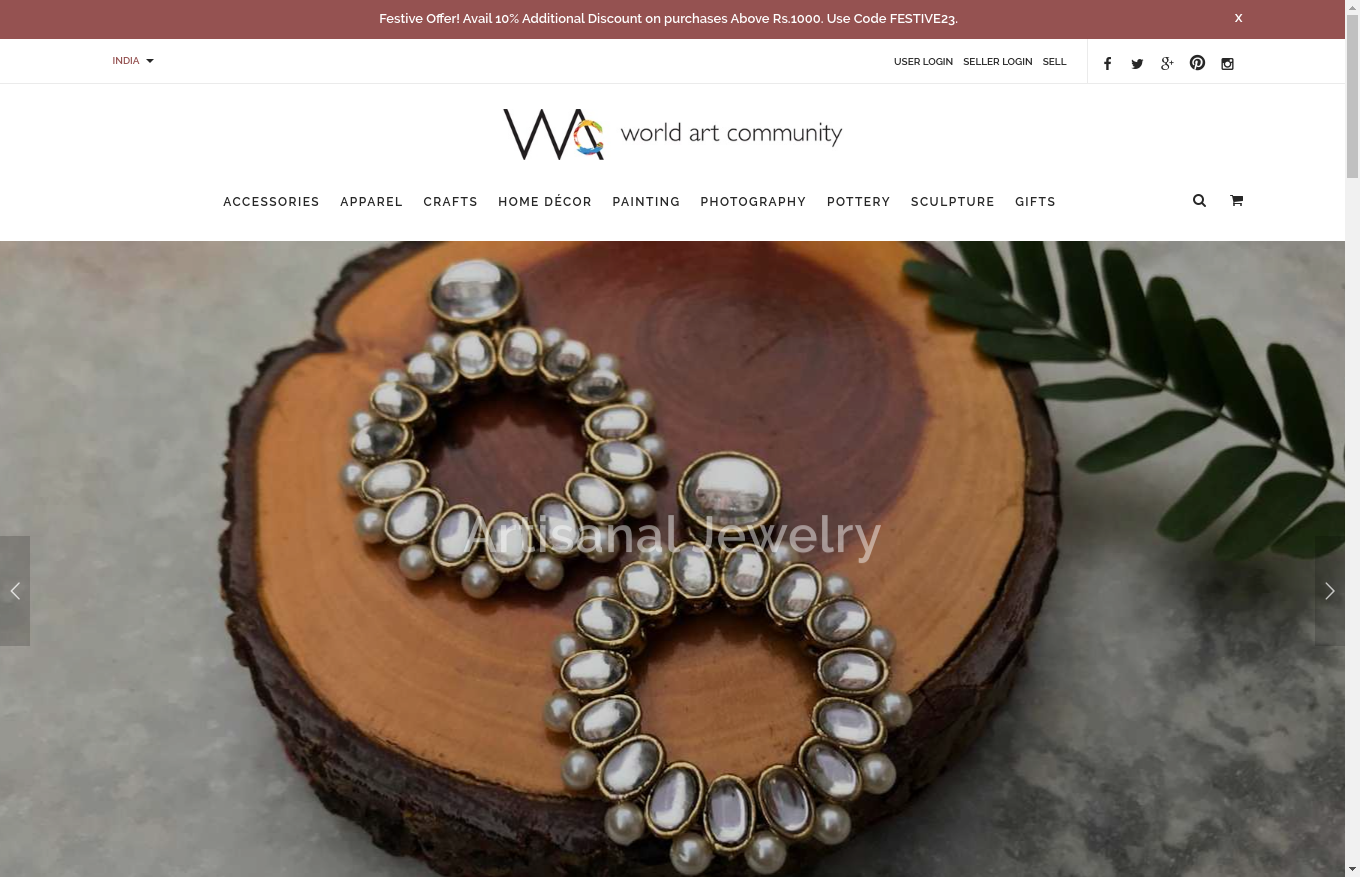 Festive Offer! Avail 10% Additional Discount on purchases Above Rs.1000. Use Code FESTIVE23.
X
INDIA
USER LOGIN SELLER LOGIN SELL
WAC world art community
ACCESSORIES APPAREL CRAFTS HOME DÉCOR PAINTING PHOTOGRAPHY POTTERY SCULPTURE GIFTS
Artisanal Jewelry